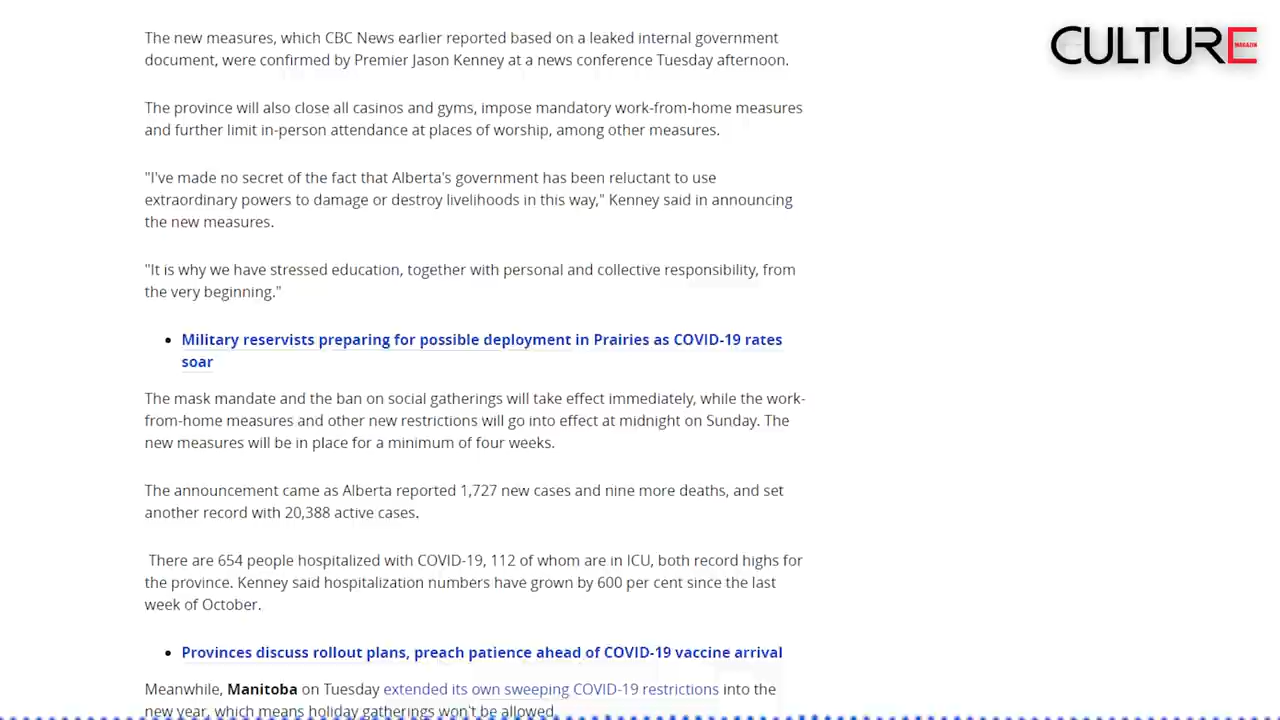 The new measures, which CBC News earlier reported based on a leaked internal government
document, were confirmed by Premier Jason Kenney at a news conference Tuesday afternoon.
CULTURE
MAGAZIN
The province will also close all casinos and gyms, impose mandatory work-from-home measures
and further limit in-person attendance at places of worship, among other measures.
"I've made no secret of the fact that Alberta's government has been reluctant to use
extraordinary powers to damage or destroy livelihoods in this way," Kenney said in announcing
the new measures.
"It is why we have stressed education, together with personal and collective responsibility, from
the very beginning."
• Military reservists preparing for possible deployment in Prairies as COVID-19 rates
soar
The mask mandate and the ban on social gatherings will take effect immediately, while the work-
from-home measures and other new restrictions will go into effect at midnight on Sunday. The
new measures will be in place for a minimum of four weeks.
The announcement came as Alberta reported 1,727 new cases and nine more deaths, and set
another record with 20,388 active cases.
There are 654 people hospitalized with COVID-19, 112 of whom are in ICU, both record highs for
the province. Kenney said hospitalization numbers have grown by 600 per cent since the last
week of October.
• Provinces discuss rollout plans, preach patience ahead of COVID-19 vaccine arrival
Meanwhile, Manitoba on Tuesday extended its own sweeping COVID-19 restrictions into the
new year, which means holiday gatherings won't be allowed.